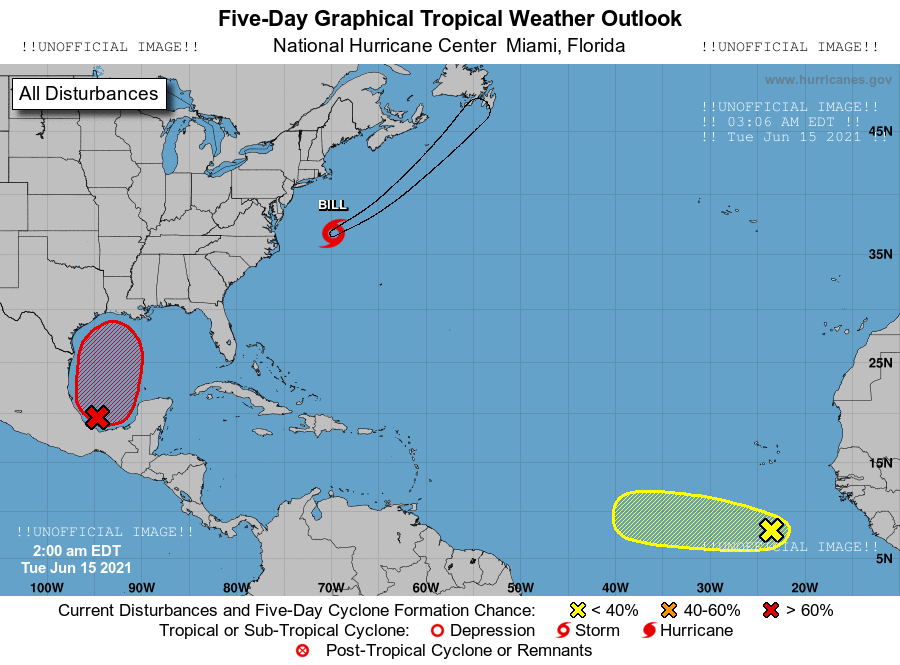 Five-Day Graphical Tropical Weather Outlook
!!UNOFFICIAL IMAGE!! National Hurricane Center Miami, Florida !!UNOFFICIAL IMAGE!!
www.hurricanes.gov
All Disturbances
!!UNOFFICIAL IMAGE!!
!! 03:06 AM EDT !!
!! Tue Jun 15 2021 !!
45N
BILL
35N
25N
15N
!!UNOFFICIAL IMAGE!!
!!UNOFFICIAL IMAGE!!
2:00 am EDT
5N
Tue Jun 15 2021
100W 90W 80W 70W 60W 50W 40W 30W 20W
Current Disturbances and Five-Day Cyclone Formation Chance: < 40% 40-60% > 60%
Tropical or Sub-Tropical Cyclone: Depression Storm Hurricane
Post-Tropical Cyclone or Remnants